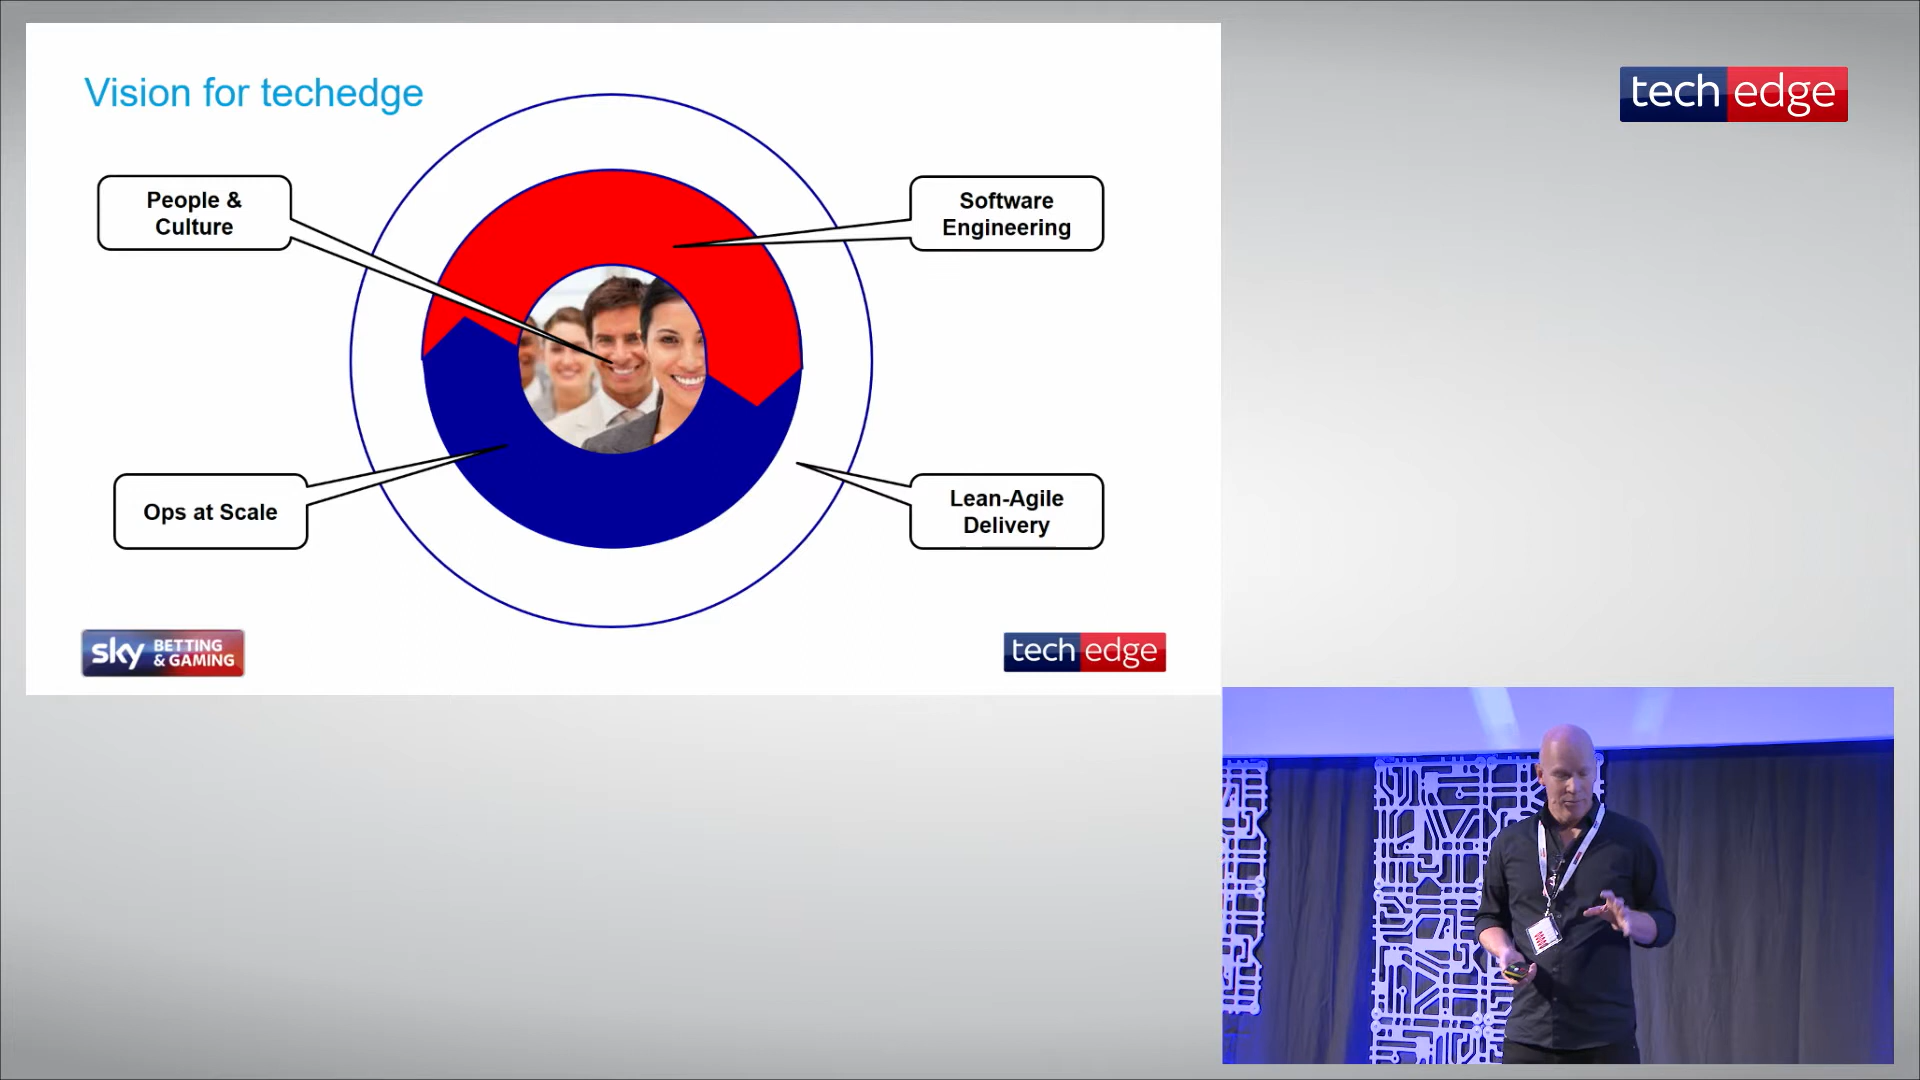 Vision for techedge
tech edge
People &
Culture
Software
Engineering
Ops at Scale
Lean-Agile
Delivery
sky BETTING
& GAMING
tech edge